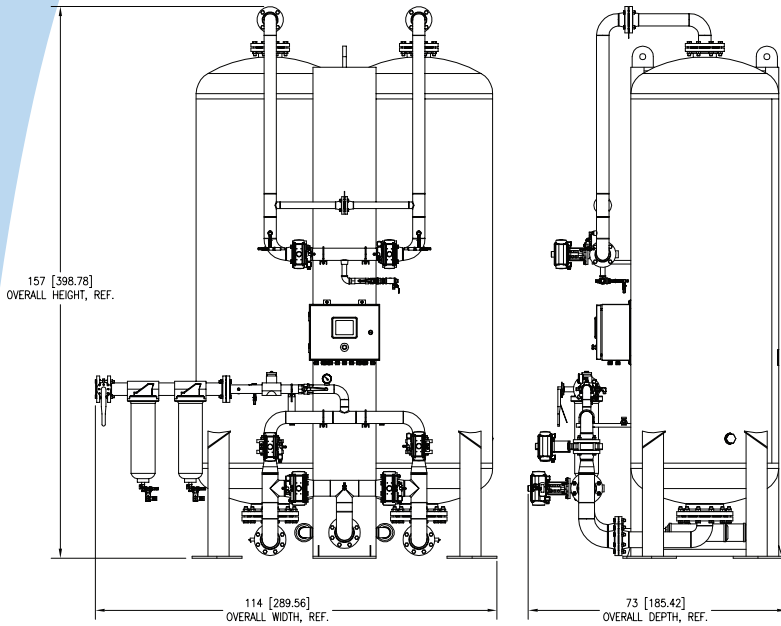 157 [398.78]
OVERALL HEIGHT, REF.
114 [289.56]
OVERALL WIDTH, REF.
73 [185.42]
OVERALL DEPTH, REF.